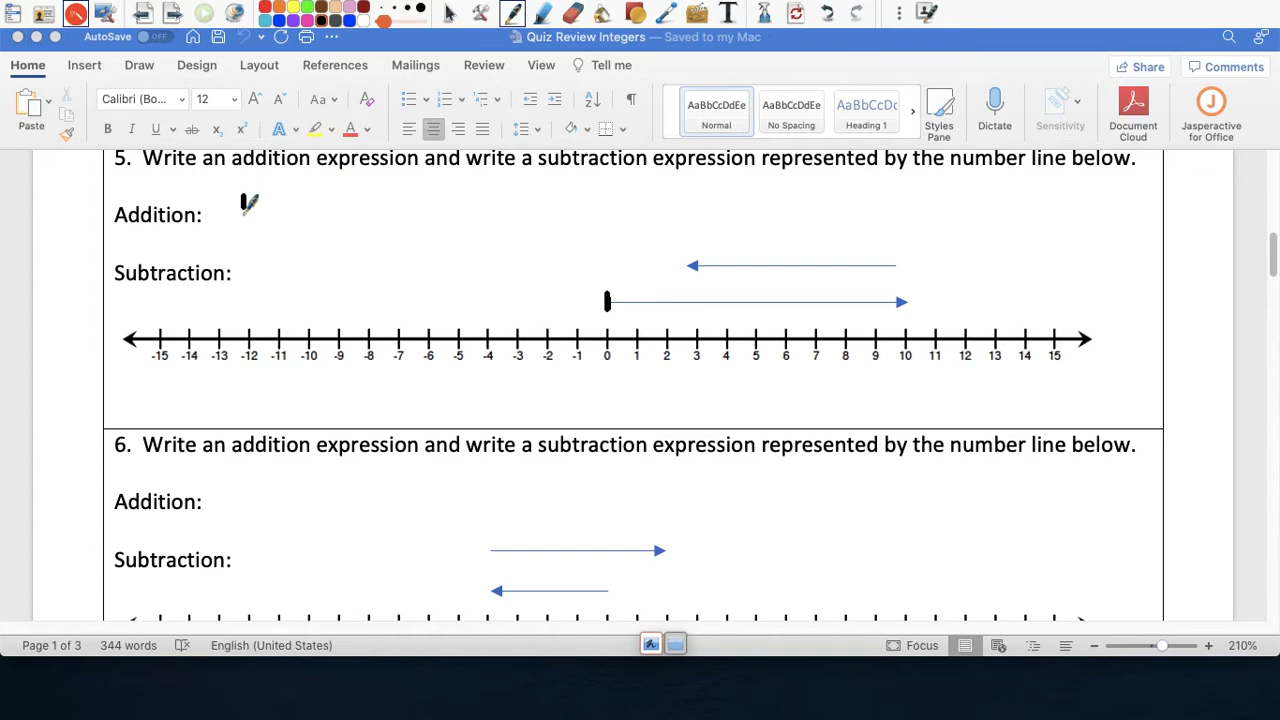 AutoSave OFF
Quiz Review Integers — Saved to my Mac
Home Insert Draw Design Layout References Mailings Review View Tell me
Share Comments
Paste
Calibri (Bo... 12
AaBbCcDdEe AaBbCcDdEe AaBbCcDc
Normal No Spacing Heading 1
Styles Pane
Dictate
Sensitivity
Document Cloud
Jasperactive for Office
5. Write an addition expression and write a subtraction expression represented by the number line below.
Addition:
Subtraction:
-15 -14 -13 -12 -11 -10 -9 -8 -7 -6 -5 -4 -3 -2 -1 0 1 2 3 4 5 6 7 8 9 10 11 12 13 14 15
6. Write an addition expression and write a subtraction expression represented by the number line below.
Addition:
Subtraction:
Page 1 of 3 344 words English (United States) Focus 210%